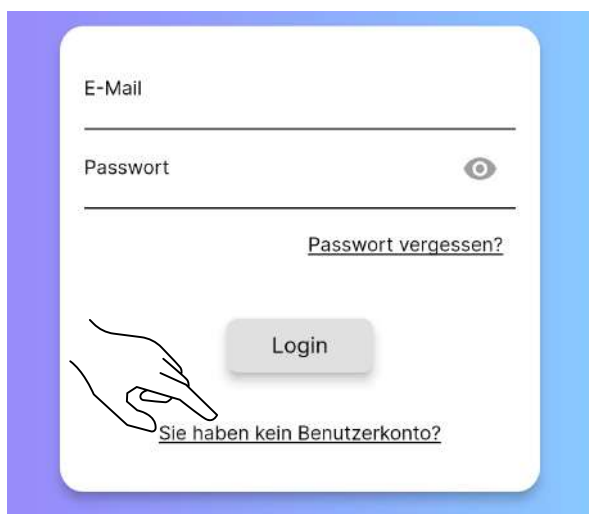 E-Mail
Passwort
Passwort vergessen?
Login
Sie haben kein Benutzerkonto?